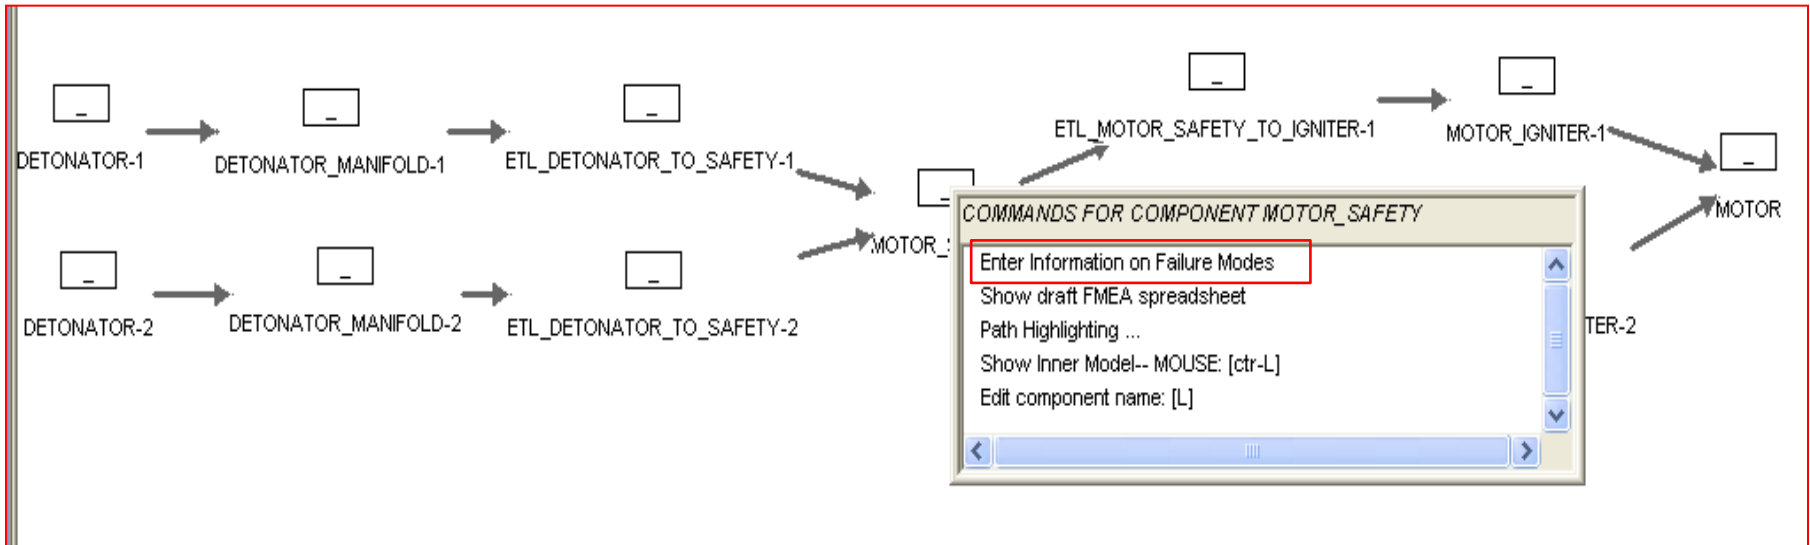 DETONATOR-1
DETONATOR_MANIFOLD-1
ETL_DETONATOR_TO_SAFETY-1
ETL_MOTOR_SAFETY_TO_IGNITER-1
MOTOR_IGNITER-1
MOTOR
DETONATOR-2
DETONATOR_MANIFOLD-2
ETL_DETONATOR_TO_SAFETY-2
MOTOR_S
TER-2
COMMANDS FOR COMPONENT MOTOR_SAFETY
Enter Information on Failure Modes
Show draft FMEA spreadsheet
Path Highlighting ...
Show Inner Model-- MOUSE: [ctr-L]
Edit component name: [L]